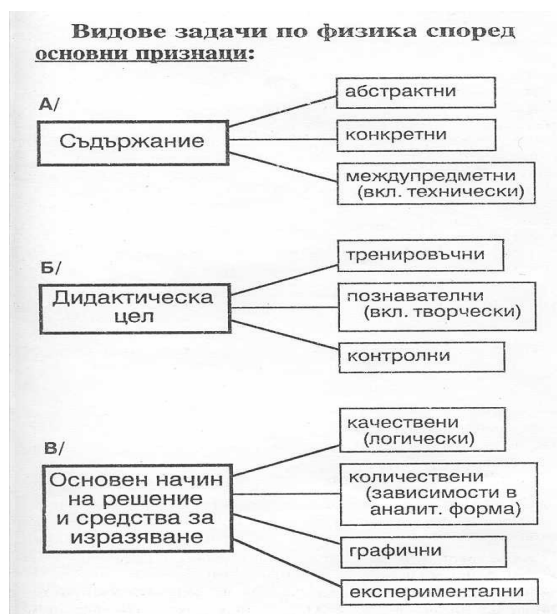 Видове задачи по физика според
основни признаци:
А/
Съдържание
абстрактни
конкретни
междупредметни
(вкл. технически)
Б/
Дидактическа
цел
тренировъчни
познавателни
(вкл. творчески)
контролни
В/
Основен начин
на решение
и средства за
изразяване
качествени
(логически)
количествени
(зависимости в
аналит. форма)
графични
експериментални